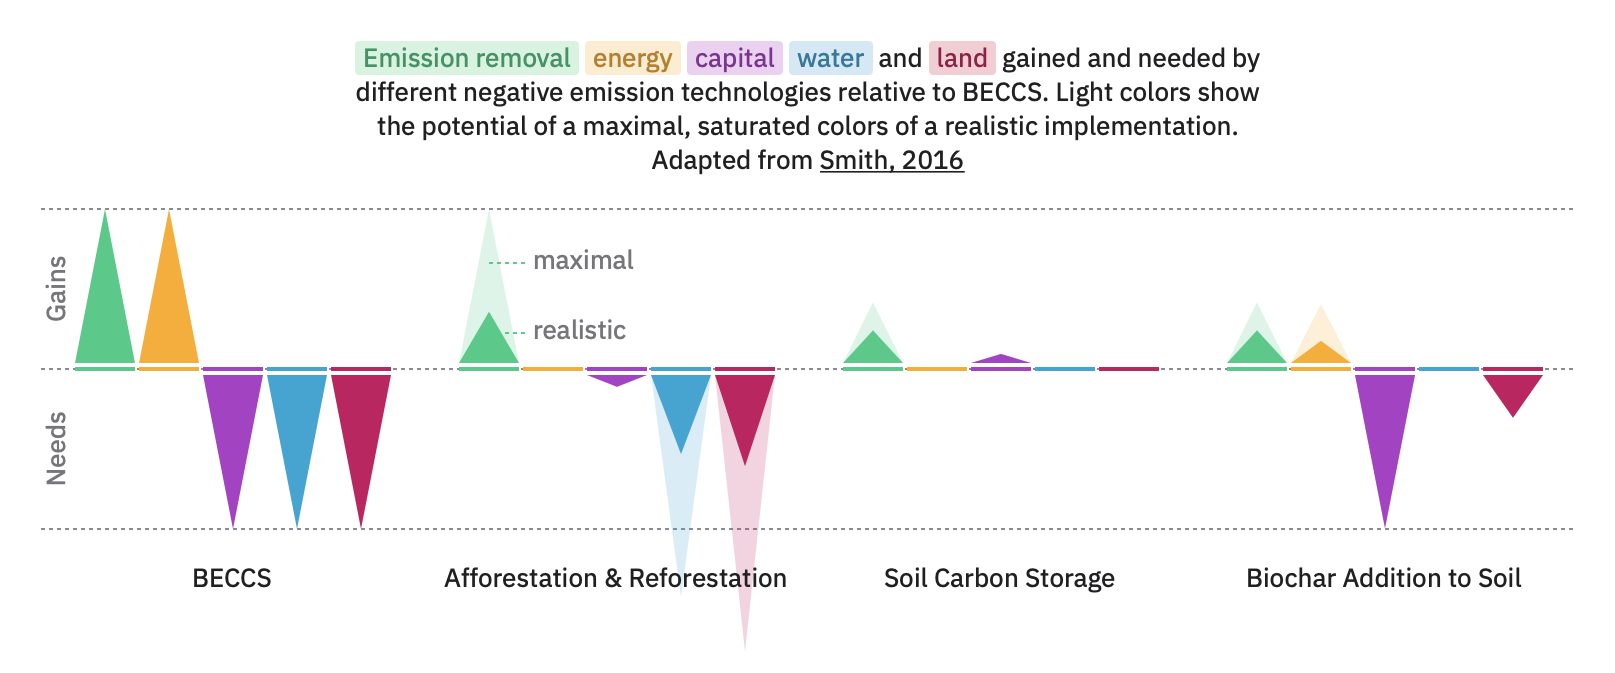 Emission removal energy capital water and land gained and needed by
different negative emission technologies relative to BECCS. Light colors show
the potential of a maximal, saturated colors of a realistic implementation.
Adapted from Smith, 2016
Gains
maximal
realistic
Needs
BECCS
Afforestation & Reforestation
Soil Carbon Storage
Biochar Addition to Soil